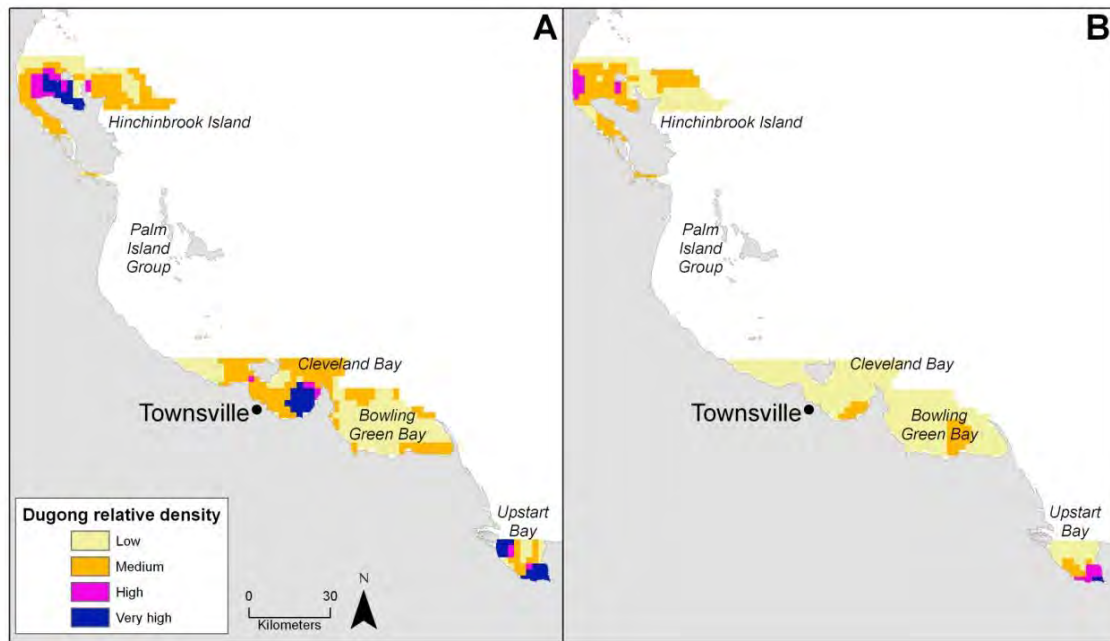 A
Hinchinbrook Island
Palm
Island
Group
Cleveland Bay
Townsville
Bowling
Green Bay
Upstart
Bay
Dugong relative density
Low
Medium
High
Very high
0 30
Kilometers
N
B
Hinchinbrook Island
Palm
Island
Group
Cleveland Bay
Townsville
Bowling
Green Bay
Upstart
Bay